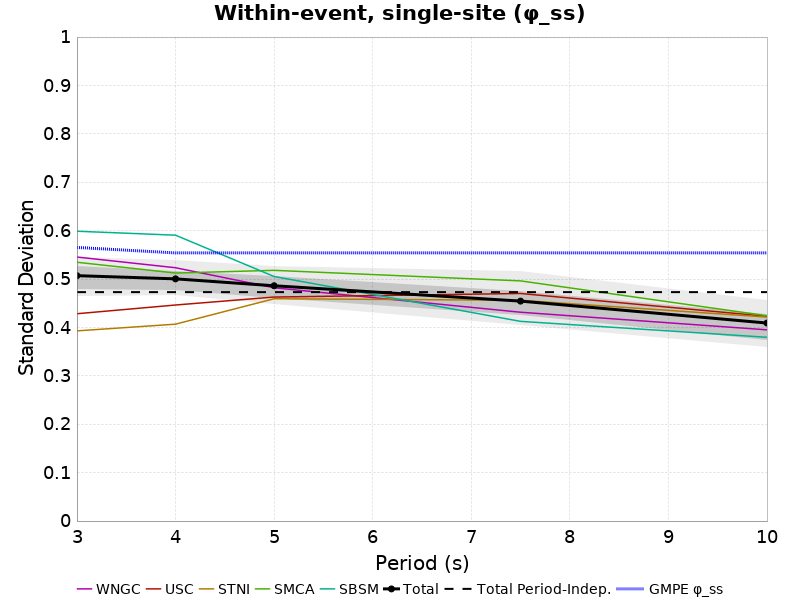 Within-event, single-site (φ_ss)
Standard Deviation
1
0.9
0.8
0.7
0.6
0.5
0.4
0.3
0.2
0.1
0
3 4 5 6 7 8 9 10
Period (s)
WNGC USC STNI SMCA SBSM Total Total Period-Indep. GMPE φ_ss